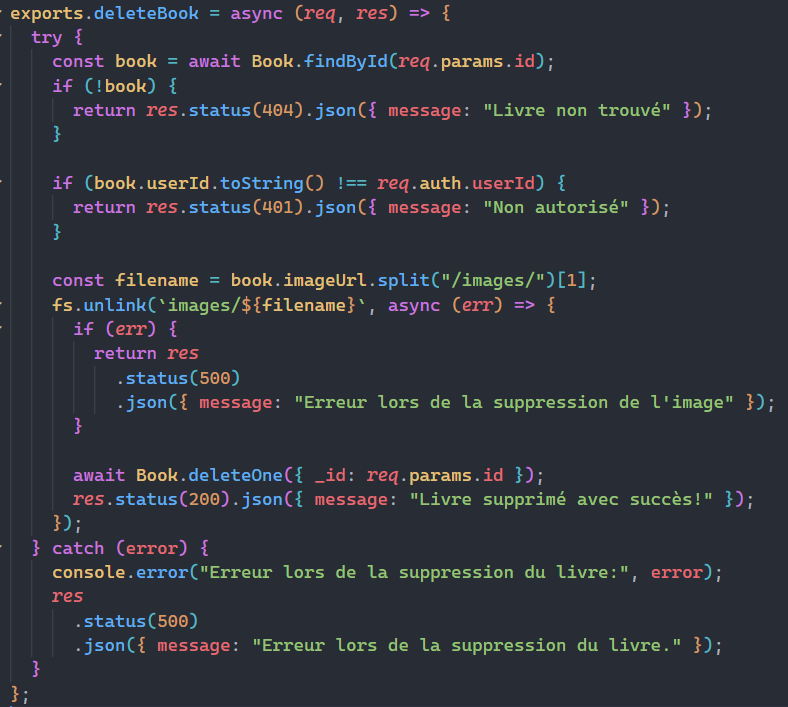 exports.deleteBook = async (req, res) => {
  try {
    const book = await Book.findById(req.params.id);
    if (!book) {
      return res.status(404).json({ message: "Livre non trouvé" });
    }

    if (book.userId.toString() !== req.auth.userId) {
      return res.status(401).json({ message: "Non autorisé" });
    }

    const filename = book.imageUrl.split("/images/")[1];
    fs.unlink(`images/${filename}`, async (err) => {
      if (err) {
        return res
          .status(500)
          .json({ message: "Erreur lors de la suppression de l'image" });
      }

      await Book.deleteOne({ _id: req.params.id });
      res.status(200).json({ message: "Livre supprimé avec succès!" });
    });
  } catch (error) {
    console.error("Erreur lors de la suppression du livre:", error);
    res
      .status(500)
      .json({ message: "Erreur lors de la suppression du livre." });
  }
};